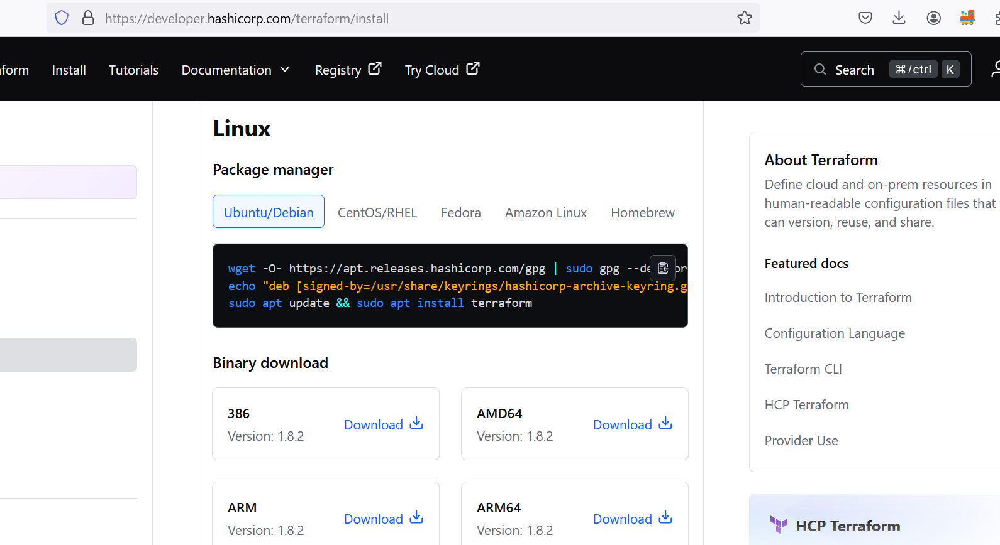 https://developer.hashicorp.com/terraform/install
form Install Tutorials Documentation Registry Try Cloud Search ⌘/ctrl K
Linux
Package manager
Ubuntu/Debian CentOS/RHEL Fedora Amazon Linux Homebrew
wget -O- https://apt.releases.hashicorp.com/gpg | sudo gpg --de
echo "deb [signed-by=/usr/share/keyrings/hashicorp-archive-keyring.g
sudo apt update && sudo apt install terraform
Binary download
386
Version: 1.8.2
Download
AMD64
Version: 1.8.2
Download
ARM
Version: 1.8.2
Download
ARM64
Version: 1.8.2
Download
About Terraform
Define cloud and on-prem resources in
human-readable configuration files that
can version, reuse, and share.
Featured docs
Introduction to Terraform
Configuration Language
Terraform CLI
HCP Terraform
Provider Use
HCP Terraform